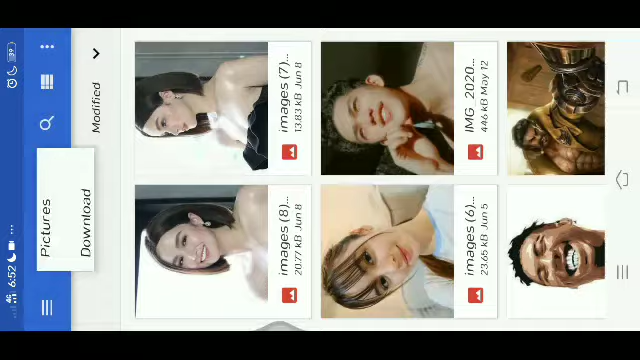 6:52
Pictures
Download
Modified
images (8)...
20.77 kB Jun 8
images (7)...
13.83 kB Jun 8
images (6)...
23.65 kB Jun 5
IMG_2020...
446 kB May 12